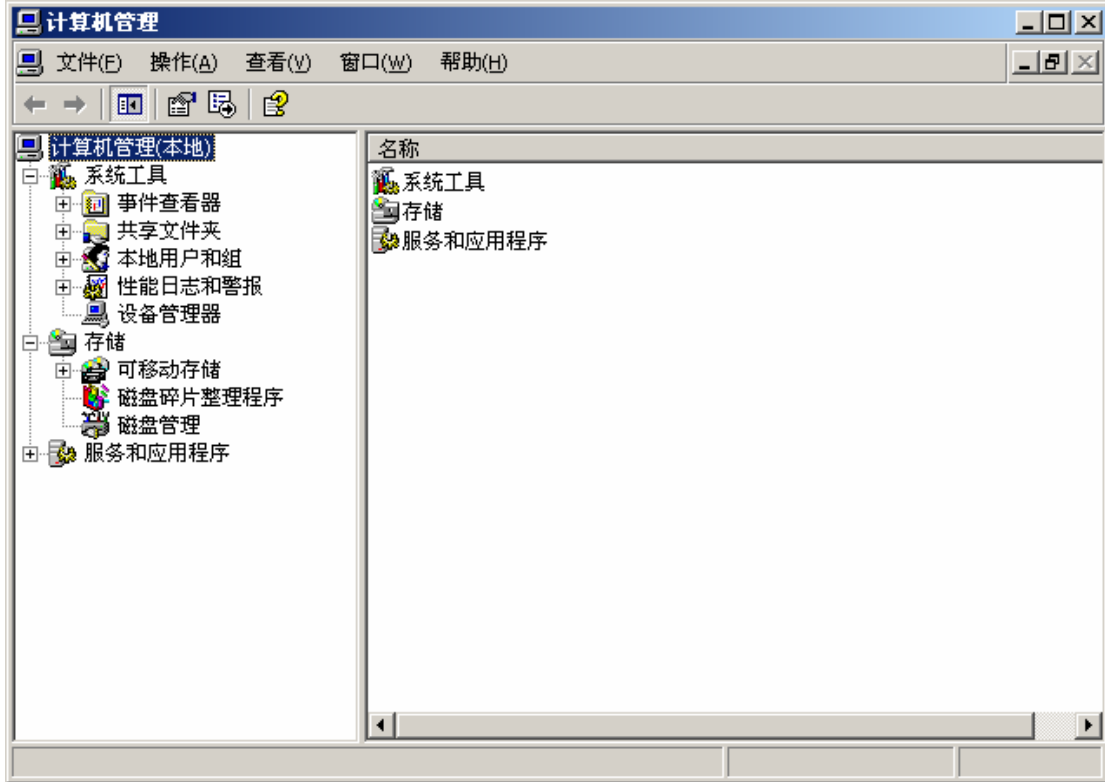 计算机管理
文件(F) 操作(A) 查看(V) 窗口(W) 帮助(H)
计算机管理(本地)
系统工具
事件查看器
共享文件夹
本地用户和组
性能日志和警报
设备管理器
存储
可移动存储
磁盘碎片整理程序
磁盘管理
服务和应用程序
名称
系统工具
存储
服务和应用程序